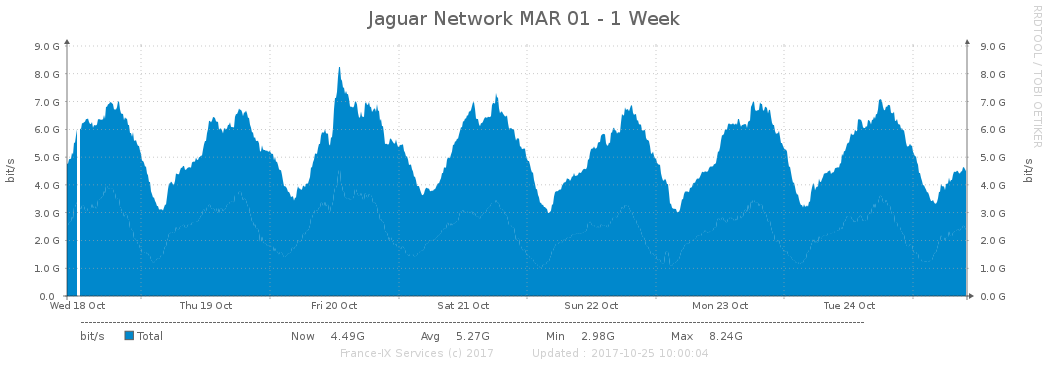 Jaguar Network MAR 01 - 1 Week
RRDTOOL / TOBI OETIKER
bit/s
9.0 G 9.0 G
8.0 G 8.0 G
7.0 G 7.0 G
6.0 G 6.0 G
5.0 G 5.0 G
4.0 G 4.0 G
3.0 G 3.0 G
2.0 G 2.0 G
1.0 G 1.0 G
0.0 0.0 G
bit/s
Wed 18 Oct Thu 19 Oct Fri 20 Oct Sat 21 Oct Sun 22 Oct Mon 23 Oct Tue 24 Oct
bit/s Total Now 4.49G Avg 5.27G Min 2.98G Max 8.24G
France-IX Services (c) 2017 Updated : 2017-10-25 10:00:04